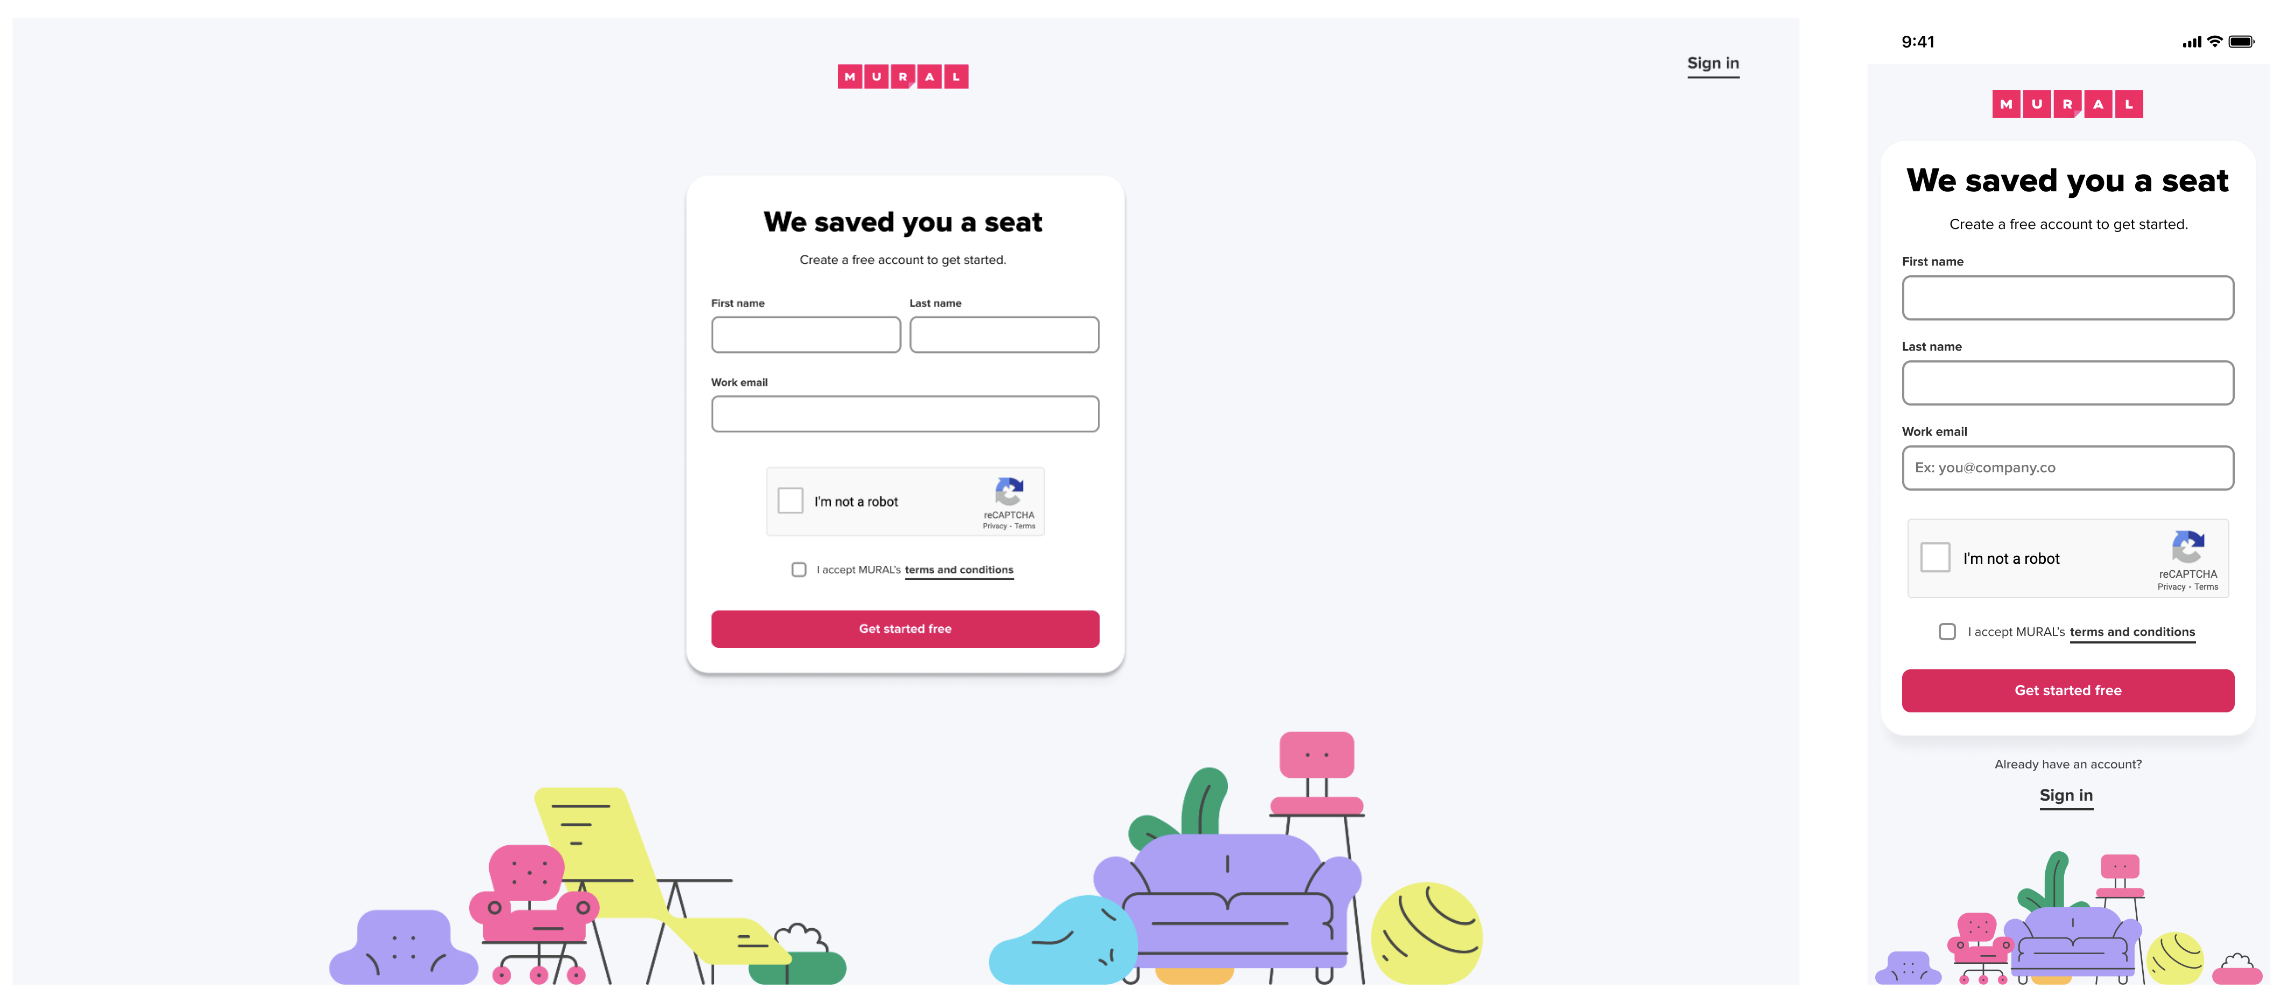 MURAL
Sign in
We saved you a seat
Create a free account to get started.
First name
Last name
Work email
I'm not a robot
reCAPTCHA
Privacy - Terms
I accept MURAL's terms and conditions
Get started free
9:41
MURAL
We saved you a seat
Create a free account to get started.
First name
Last name
Work email
Ex: you@company.co
I'm not a robot
reCAPTCHA
Privacy - Terms
I accept MURAL's terms and conditions
Get started free
Already have an account?
Sign in